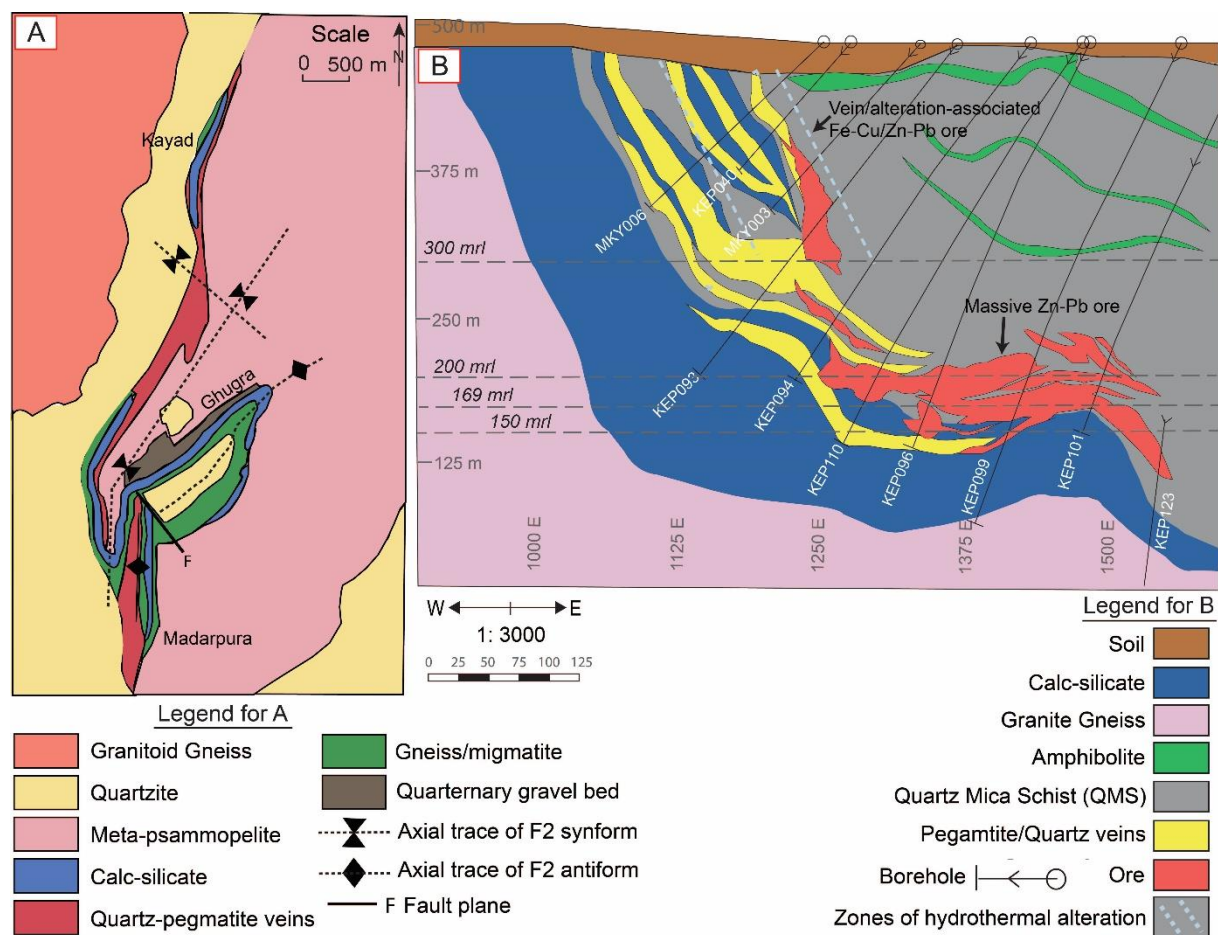 A
Scale
0 500 m
N
Kayad
Ghugra
F
Madarpura
Legend for A
Granitoid Gneiss
Quartzite
Meta-psammopelite
Calc-silicate
Quartz-pegmatite veins
Gneiss/migmatite
Quarternary gravel bed
Axial trace of F2 synform
Axial trace of F2 antiform
F Fault plane
B
500 m
375 m
300 mrl
250 m
200 mrl
169 mrl
150 mrl
125 m
Vein/alteration-associated
Fe-Cu/Zn-Pb ore
Massive Zn-Pb ore
MKY006
KEP040
MKY003
KEP093
KEP094
KEP110
KEP096
KEP099
KEP101
KEP123
1000 E
1125 E
1250 E
1375 E
1500 E
W E
1: 3000
0 25 50 75 100 125
Legend for B
Soil
Calc-silicate
Granite Gneiss
Amphibolite
Quartz Mica Schist (QMS)
Pegamtite/Quartz veins
Borehole
Ore
Zones of hydrothermal alteration